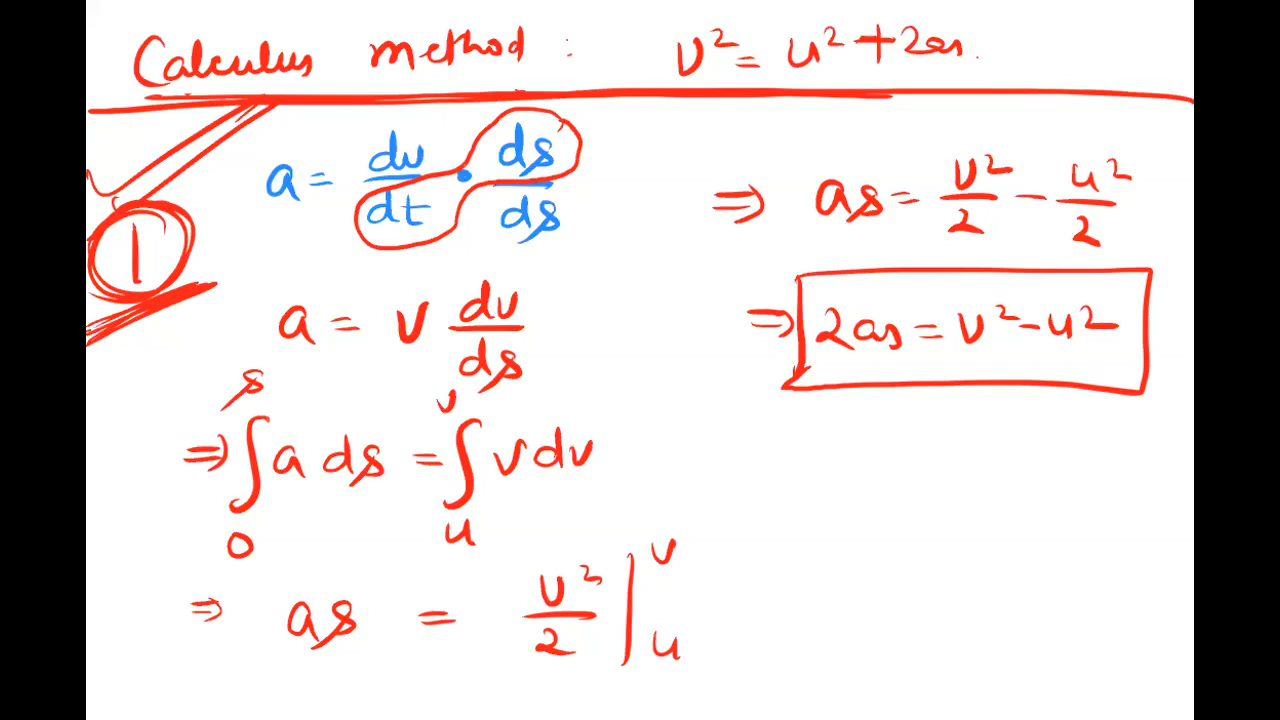 Calculus method : v² = u² + 2as.
1
a = dv/dt · ds/ds
a = v dv/ds
⇒ ∫₀ˢ a ds = ∫ᵤᵛ v dv
⇒ as = v²/2 |ᵤᵛ
⇒ as = v²/2 − u²/2
⇒ 2as = v² − u²